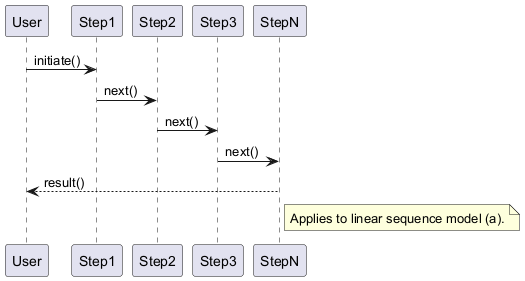 User Step1 Step2 Step3 StepN
initiate()
next()
next()
next()
result()
Applies to linear sequence model (a).
User Step1 Step2 Step3 StepN